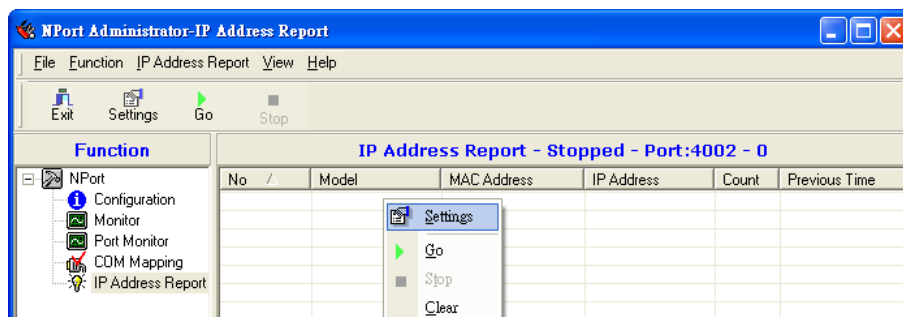 NPort Administrator-IP Address Report
File Function IP Address Report View Help
Exit Settings Go Stop
Function
IP Address Report - Stopped - Port:4002 - 0
NPort
Configuration
Monitor
Port Monitor
COM Mapping
IP Address Report
No Model MAC Address IP Address Count Previous Time
Settings
Go
Stop
Clear